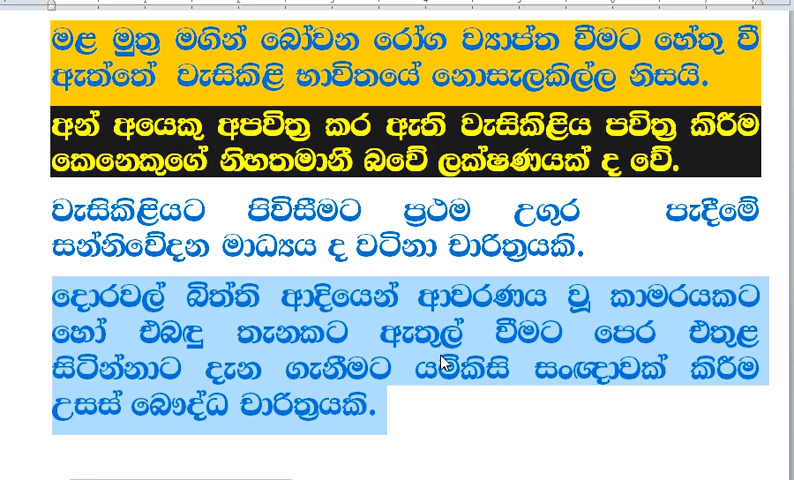 මළ මුත්‍ර මගින් බෝවන රෝග ව්‍යාප්ත වීමට හේතු වී
ඇත්තේ වැසිකිළි භාවිතයේ නොසැලකිල්ල නිසයි.
අන් අයෙකු අපවිත්‍ර කර ඇති වැසිකිළිය පවිත්‍ර කිරීම
කෙනෙකුගේ නිහතමානී බවේ ලක්ෂණයක් ද වේ.
වැසිකිළියට පිවිසීමට ප්‍රථම උගුර පැදීමේ
සන්නිවේදන මාධ්‍යය ද වටිනා චාරිත්‍රයකි.
දොරවල් බිත්ති ආදියෙන් ආවරණය වූ කාමරයකට
හෝ එබඳු තැනකට ඇතුල් වීමට පෙර එතුළ
සිටින්නාට දැන ගැනීමට යම්කිසි සංඥාවක් කිරීම
උසස් බෞද්ධ චාරිත්‍රයකි.